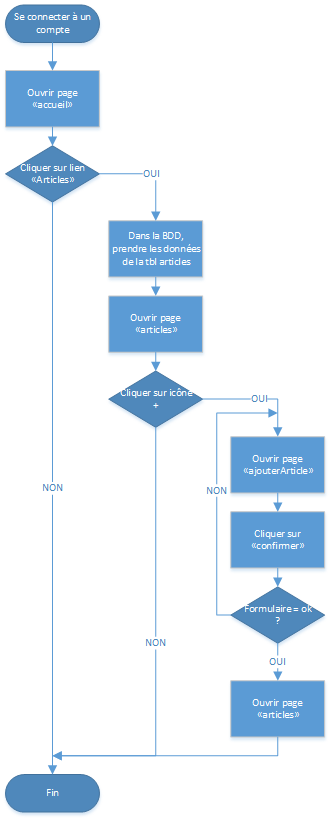 Se connecter à un
compte
Ouvrir page
«accueil»
Cliquer sur lien
«Articles»
OUI
Dans la BDD,
prendre les données
de la tbl articles
Ouvrir page
«articles»
Cliquer sur icône
+
OUI
Ouvrir page
«ajouterArticle»
NON
NON
Cliquer sur
«confirmer»
Formulaire = ok
?
NON
OUI
Ouvrir page
«articles»
Fin